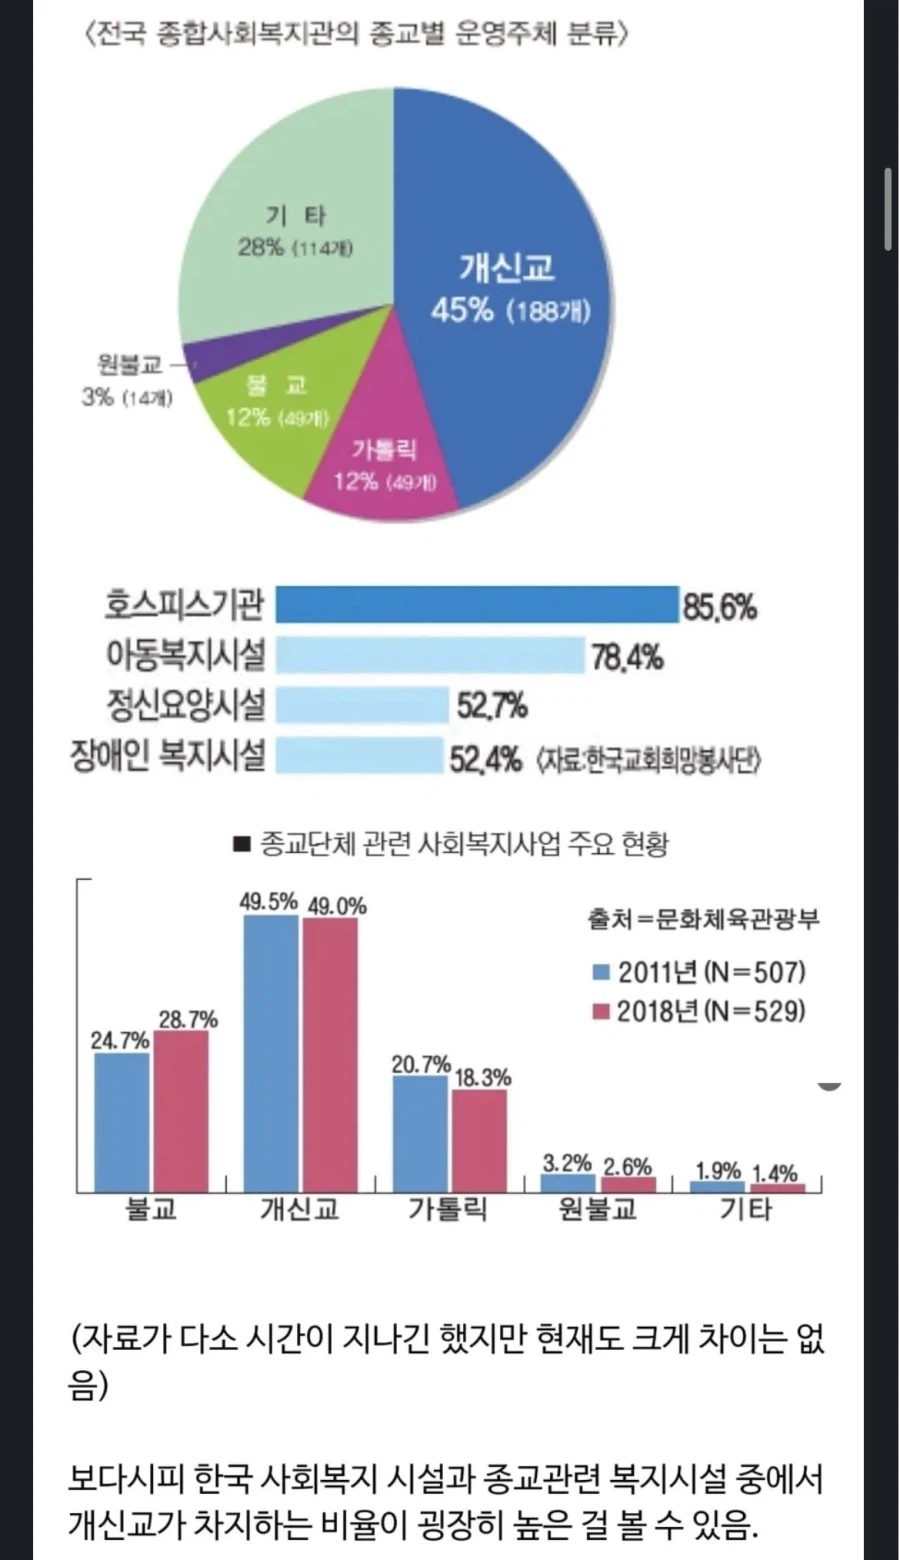 〈전국 종합사회복지관의 종교별 운영주체 분류〉
기 타
28% (114개)
개신교
45% (188개)
원불교
3% (14개)
불 교
12% (49개)
가톨릭
12% (49개)
호스피스기관 85.6%
아동복지시설 78.4%
정신요양시설 52.7%
장애인 복지시설 52.4% 〈자료:한국교회희망봉사단〉
■ 종교단체 관련 사회복지사업 주요 현황
49.5% 49.0%
출처=문화체육관광부
2011년 (N=507)
2018년 (N=529)
24.7% 28.7%
20.7% 18.3%
3.2% 2.6%
1.9% 1.4%
불교 개신교 가톨릭 원불교 기타
(자료가 다소 시간이 지나긴 했지만 현재도 크게 차이는 없
음)
보다시피 한국 사회복지 시설과 종교관련 복지시설 중에서
개신교가 차지하는 비율이 굉장히 높은 걸 볼 수 있음.